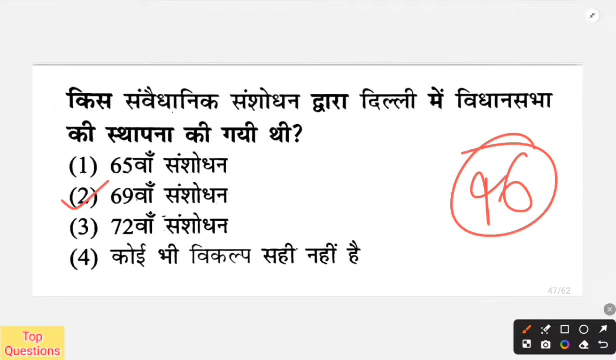 किस संवैधानिक संशोधन द्वारा दिल्ली में विधानसभा
की स्थापना की गयी थी?
(1) 65वाँ संशोधन
(2) 69वाँ संशोधन
(3) 72वाँ संशोधन
(4) कोई भी विकल्प सही नहीं है
46
47/62
Top
Questions